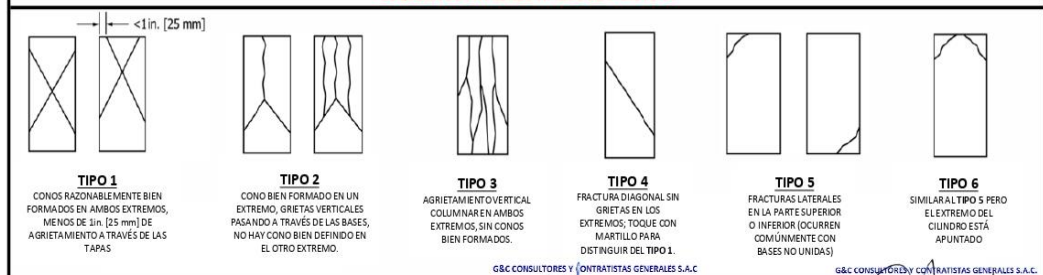 <1in. [25 mm]
TIPO 1
CONOS RAZONABLEMENTE BIEN
FORMADOS EN AMBOS EXTREMOS,
MENOS DE 1in. [25 mm] DE
AGRIETAMIENTO A TRAVÉS DE LAS
TAPAS
TIPO 2
CONO BIEN FORMADO EN UN
EXTREMO, GRIETAS VERTICALES
PASANDO A TRAVÉS DE LAS BASES,
NO HAY CONO BIEN DEFINIDO EN
EL OTRO EXTREMO.
TIPO 3
AGRIETAMIENTO VERTICAL
COLUMNAR EN AMBOS
EXTREMOS, SIN CONOS
BIEN FORMADOS.
TIPO 4
FRACTURA DIAGONAL SIN
GRIETAS EN LOS
EXTREMOS; TOQUE CON
MARTILLO PARA
DISTINGUIR DEL TIPO 1.
TIPO 5
FRACTURAS LATERALES
EN LA PARTE SUPERIOR
O INFERIOR (OCURREN
COMÚNMENTE CON
BASES NO UNIDAS)
TIPO 6
SIMILAR AL TIPO 5 PERO
EL EXTREMO DEL
CILINDRO ESTÁ
APUNTADO
G&C CONSULTORES Y CONTRATISTAS GENERALES S.A.C
G&C CONSULTORES Y CONTRATISTAS GENERALES S.A.C.